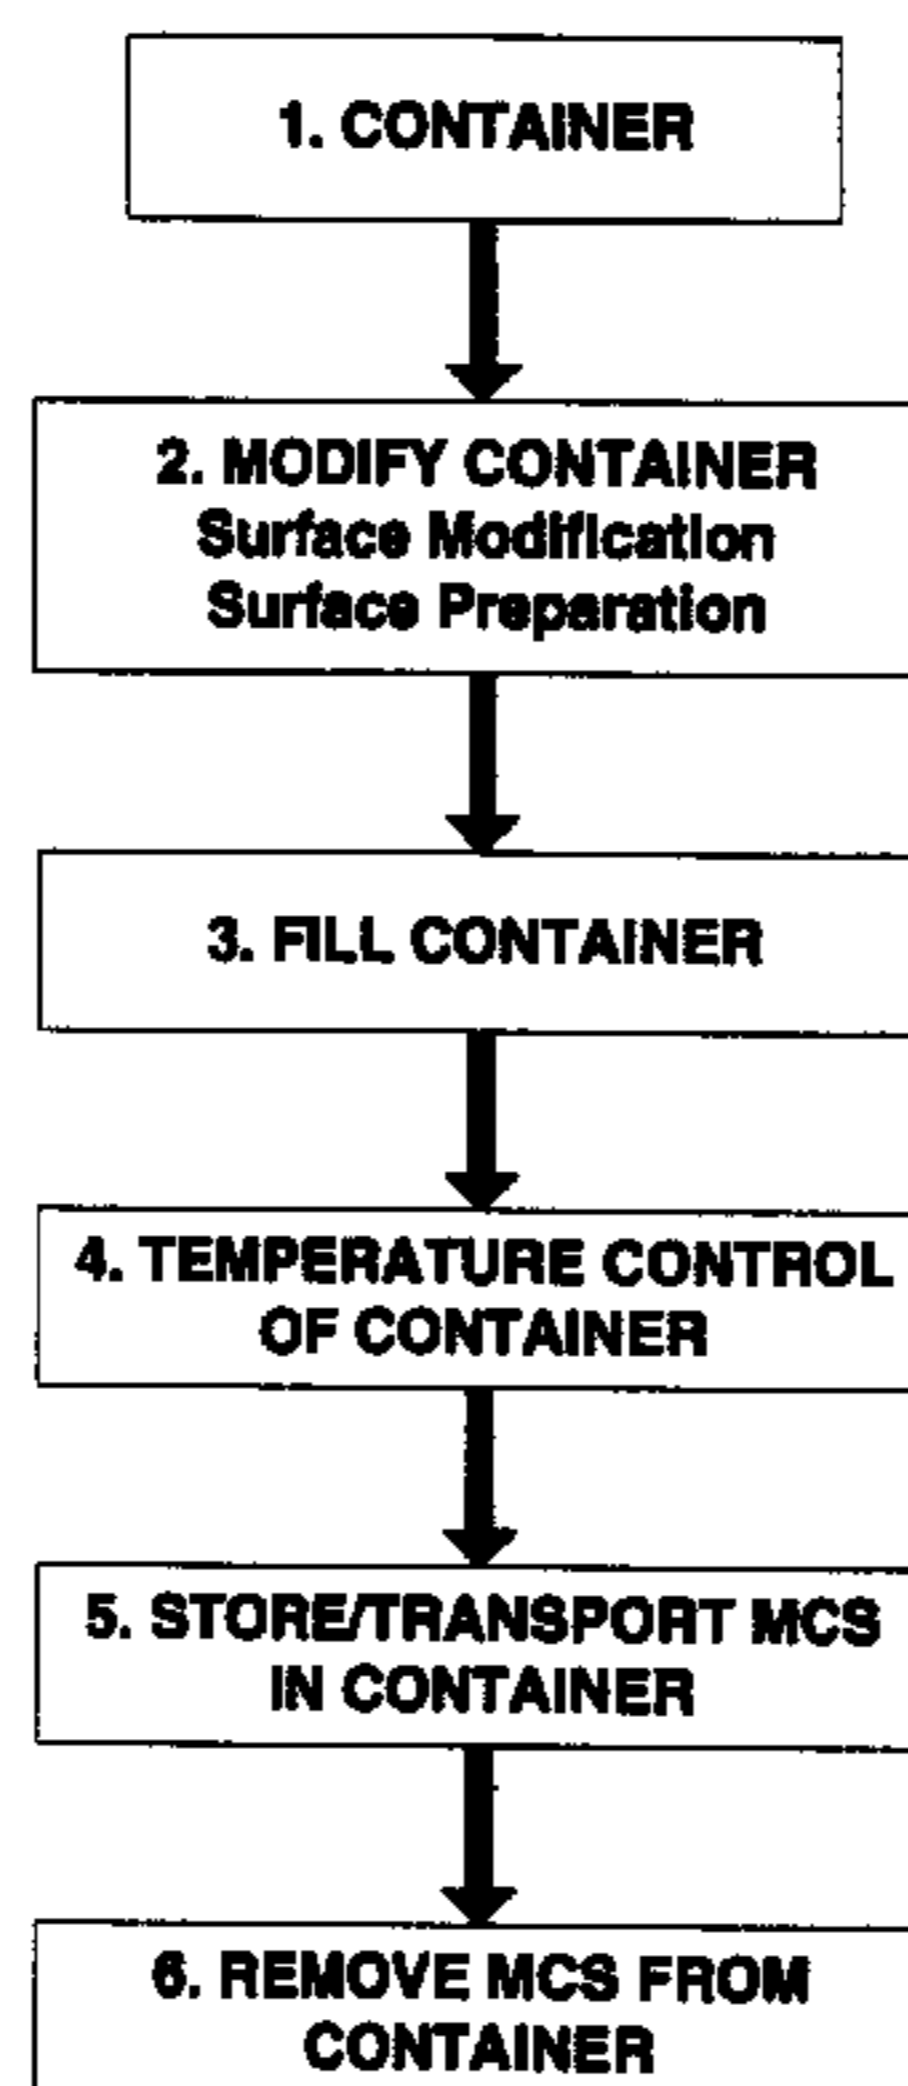 1. CONTAINER
2. MODIFY CONTAINER
Surface Modification
Surface Preparation
3. FILL CONTAINER
4. TEMPERATURE CONTROL
OF CONTAINER
5. STORE/TRANSPORT MCS
IN CONTAINER
6. REMOVE MCS FROM
CONTAINER